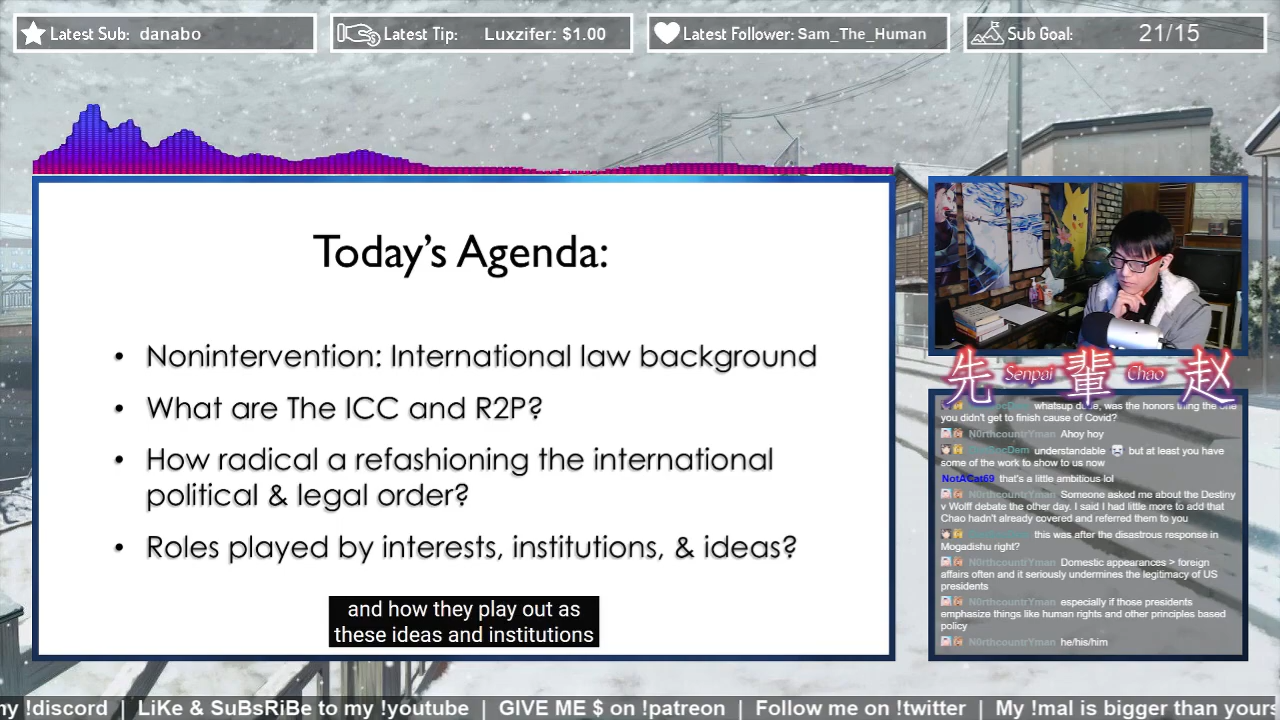 Latest Sub: danabo
Latest Tip: Luxzifer: $1.00
Latest Follower: Sam_The_Human
Sub Goal: 21/15
Today's Agenda:
• Nonintervention: International law background
• What are The ICC and R2P?
• How radical a refashioning the international
political & legal order?
• Roles played by interests, institutions, & ideas?
and how they play out as
these ideas and institutions
先 Senpai 輩 Chao 赵
whatsup dude, was the honors thing the one
you didn't get to finish cause of Covid?
N0rthcountrYman Ahoy hoy
understandable but at least you have
some of the work to show to us now
NotACat69 that's a little ambitious lol
N0rthcountrYman Someone asked me about the Destiny
v Wolff debate the other day. I said I had little more to add that
Chao hadn't already covered and referred them to you
this was after the disastrous response in
Mogadishu right?
N0rthcountrYman Domestic appearances > foreign
affairs often and it seriously undermines the legitimacy of US
presidents
N0rthcountrYman especially if those presidents
emphasize things like human rights and other principles based
policy
N0rthcountrYman he/his/him
my !discord | LiKe & SuBsRiBe to my !youtube | GIVE ME $ on !patreon | Follow me on !twitter | My !mal is bigger than yours